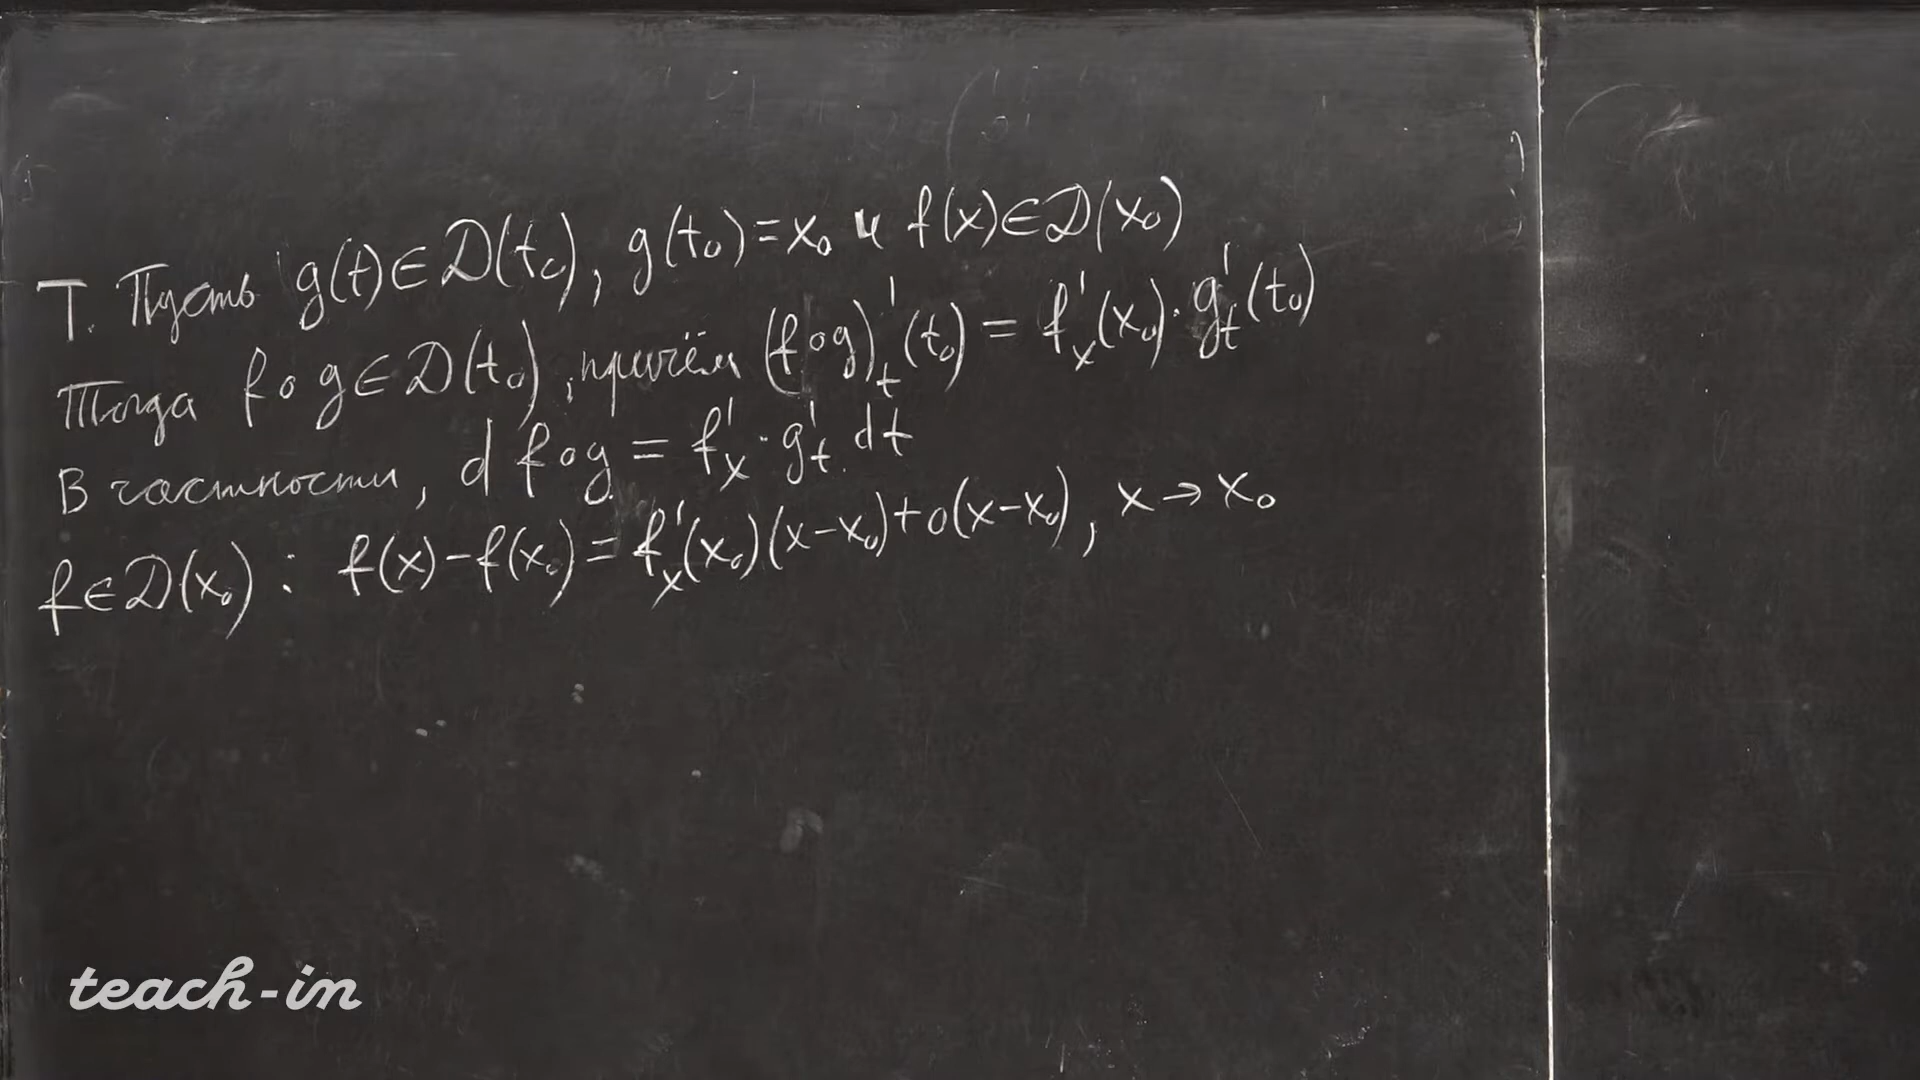 Т. Пусть g(t)∈D(t₀), g(t₀)=x₀ и f(x)∈D(x₀)
Тогда f∘g∈D(t₀), причём (f∘g)'ₜ(t₀) = f'ₓ(x₀)·g'ₜ(t₀)
В частности, d f∘g = f'ₓ·g'ₜ dt
f∈D(x₀): f(x)-f(x₀)=f'ₓ(x₀)(x-x₀)+o(x-x₀), x→x₀
teach-in